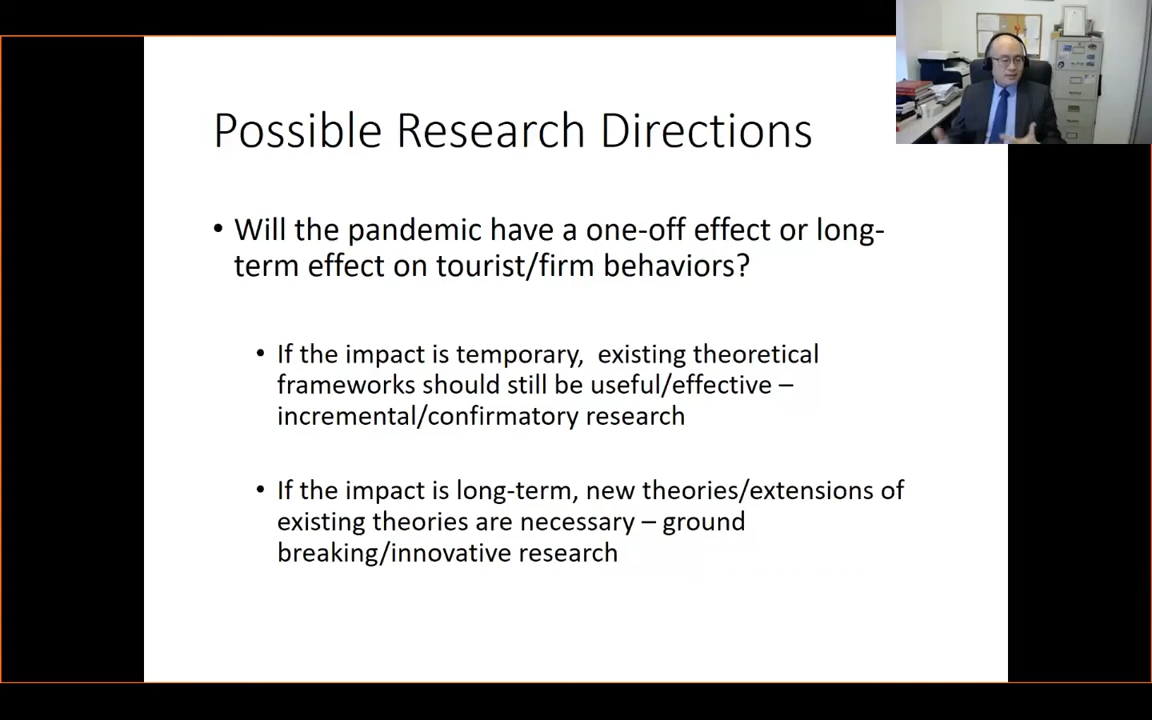 Possible Research Directions
• Will the pandemic have a one-off effect or long-
term effect on tourist/firm behaviors?
• If the impact is temporary,  existing theoretical
frameworks should still be useful/effective –
incremental/confirmatory research
• If the impact is long-term, new theories/extensions of
existing theories are necessary – ground
breaking/innovative research